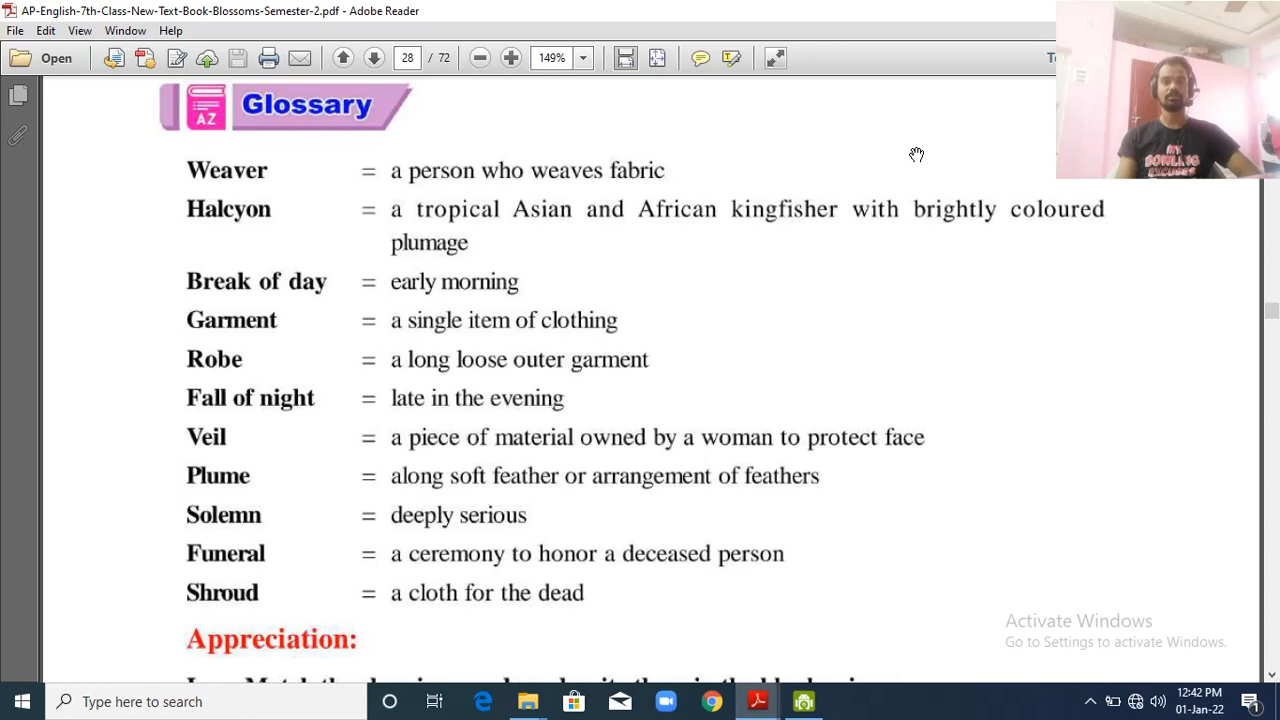 AP-English-7th-Class-New-Text-Book-Blossoms-Semester-2.pdf - Adobe Reader
File Edit View Window Help
Open 28 / 72 149%
AZ Glossary
Weaver = a person who weaves fabric
Halcyon = a tropical Asian and African kingfisher with brightly coloured
plumage
Break of day = early morning
Garment = a single item of clothing
Robe = a long loose outer garment
Fall of night = late in the evening
Veil = a piece of material owned by a woman to protect face
Plume = along soft feather or arrangement of feathers
Solemn = deeply serious
Funeral = a ceremony to honor a deceased person
Shroud = a cloth for the dead
Appreciation:
MY
BOWLING
EXCUSES
Activate Windows
Go to Settings to activate Windows.
Type here to search
12:42 PM
01-Jan-22
1